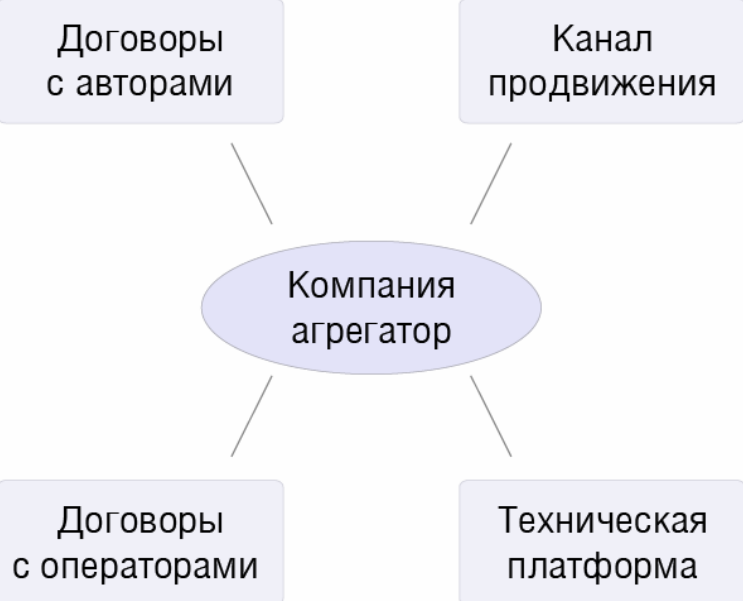 Договоры
с авторами
Канал
продвижения
Компания
агрегатор
Договоры
с операторами
Техническая
платформа